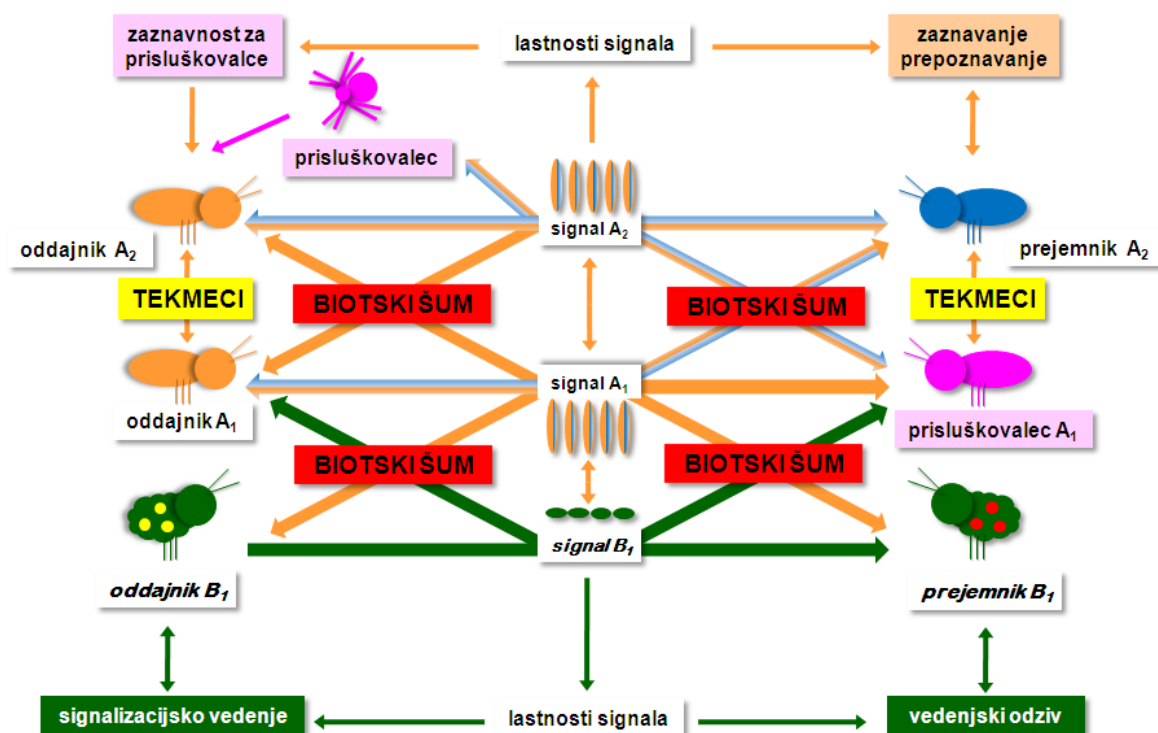 zaznavnost za
prisluškovalce
lastnosti signala
zaznavanje
prepoznavanje
prisluškovalec
signal A₂
oddajnik A₂
prejemnik A₂
TEKMECI
BIOTSKI ŠUM
BIOTSKI ŠUM
TEKMECI
signal A₁
oddajnik A₁
prisluškovalec A₁
BIOTSKI ŠUM
BIOTSKI ŠUM
signal B₁
oddajnik B₁
prejemnik B₁
signalizacijsko vedenje
lastnosti signala
vedenjski odziv